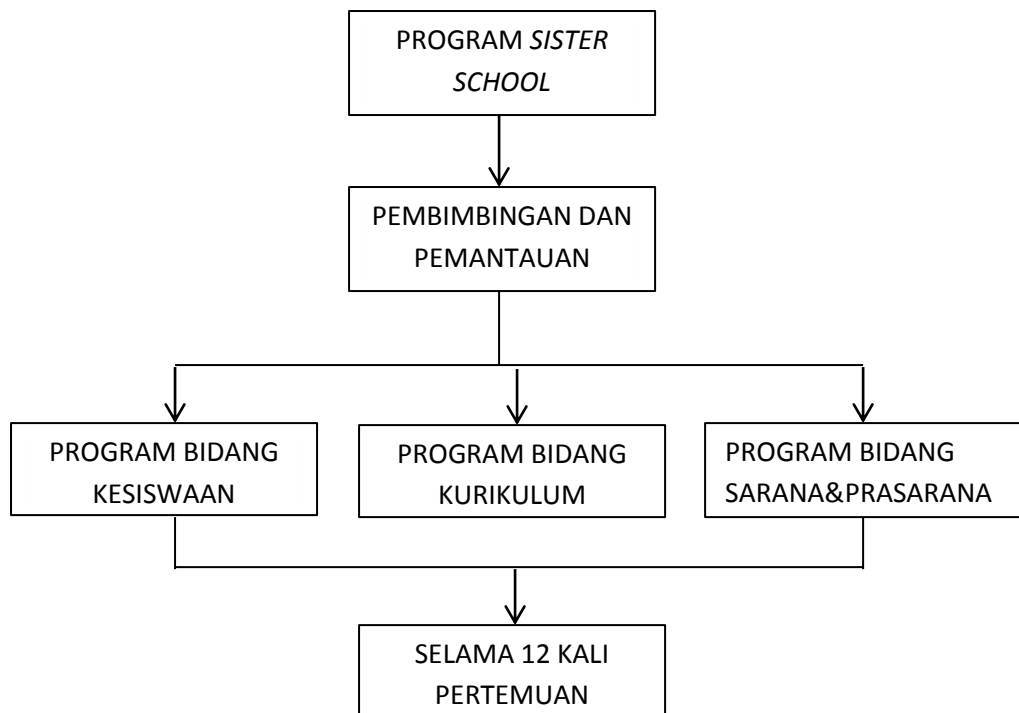 PROGRAM SISTER
SCHOOL
PEMBIMBINGAN DAN
PEMANTAUAN
PROGRAM BIDANG
KESISWAAN
PROGRAM BIDANG
KURIKULUM
PROGRAM BIDANG
SARANA&PRASARANA
SELAMA 12 KALI
PERTEMUAN